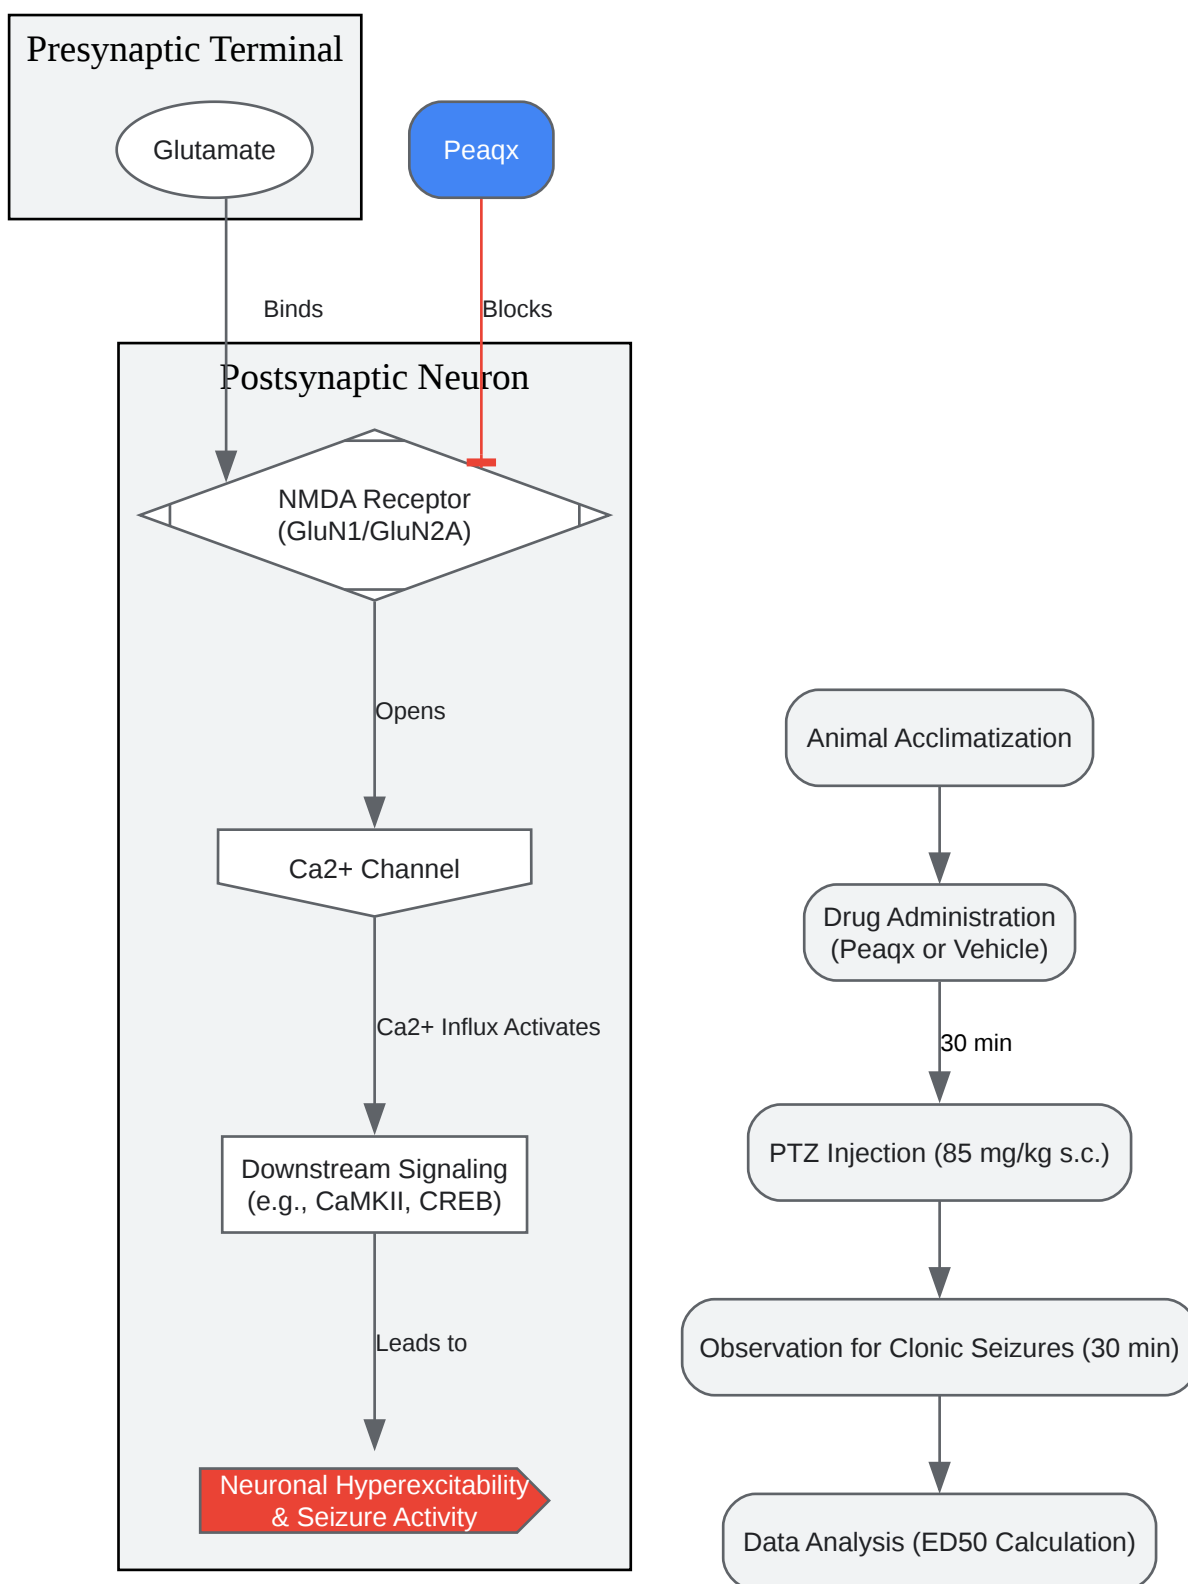 Presynaptic Terminal
Glutamate
Peaqx
Binds
Blocks
Postsynaptic Neuron
NMDA Receptor
(GluN1/GluN2A)
Opens
Ca2+ Channel
Ca2+ Influx Activates
Downstream Signaling
(e.g., CaMKII, CREB)
Leads to
Neuronal Hyperexcitability
& Seizure Activity
Animal Acclimatization
Drug Administration
(Peaqx or Vehicle)
30 min
PTZ Injection (85 mg/kg s.c.)
Observation for Clonic Seizures (30 min)
Data Analysis (ED50 Calculation)